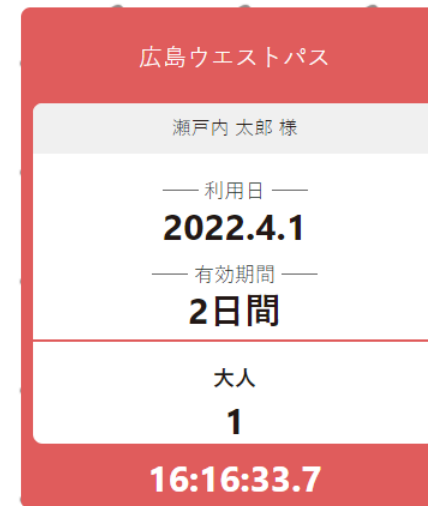 広島ウエストパス
瀬戸内 太郎 様
利用日
2022.4.1
有効期間
2日間
大人
1
16:16:33.7